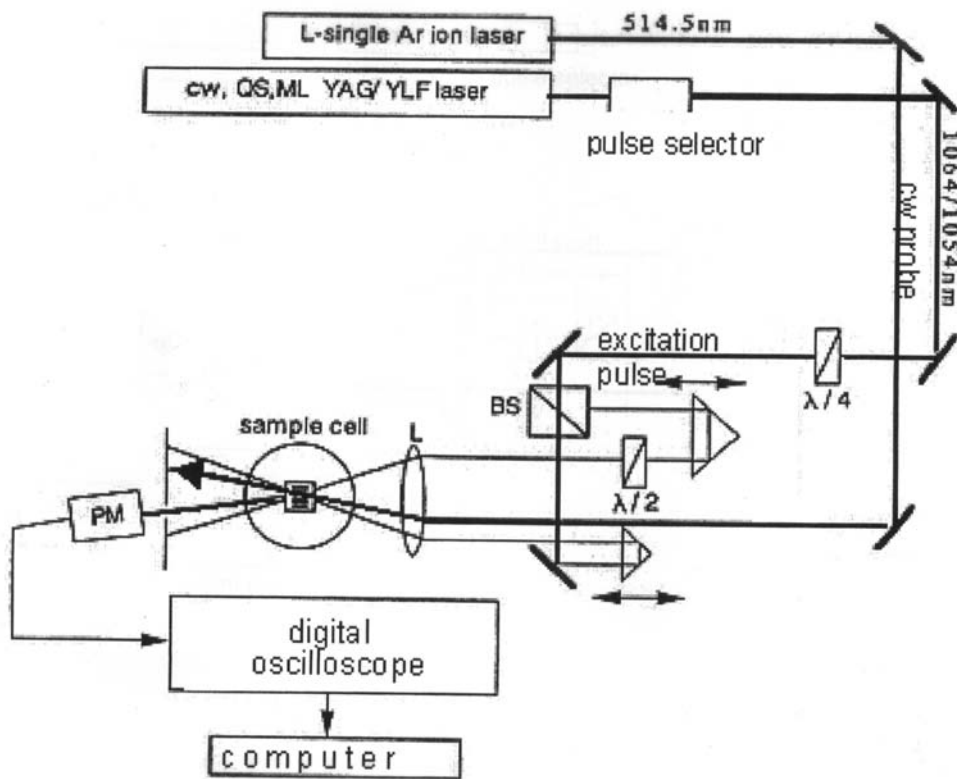 L-single Ar ion laser
514.5nm
cw, QS,ML YAG/YLF laser
pulse selector
1064/1054nm
cw probe
excitation
pulse
λ/4
BS
sample cell
L
λ/2
PM
digital
oscilloscope
computer